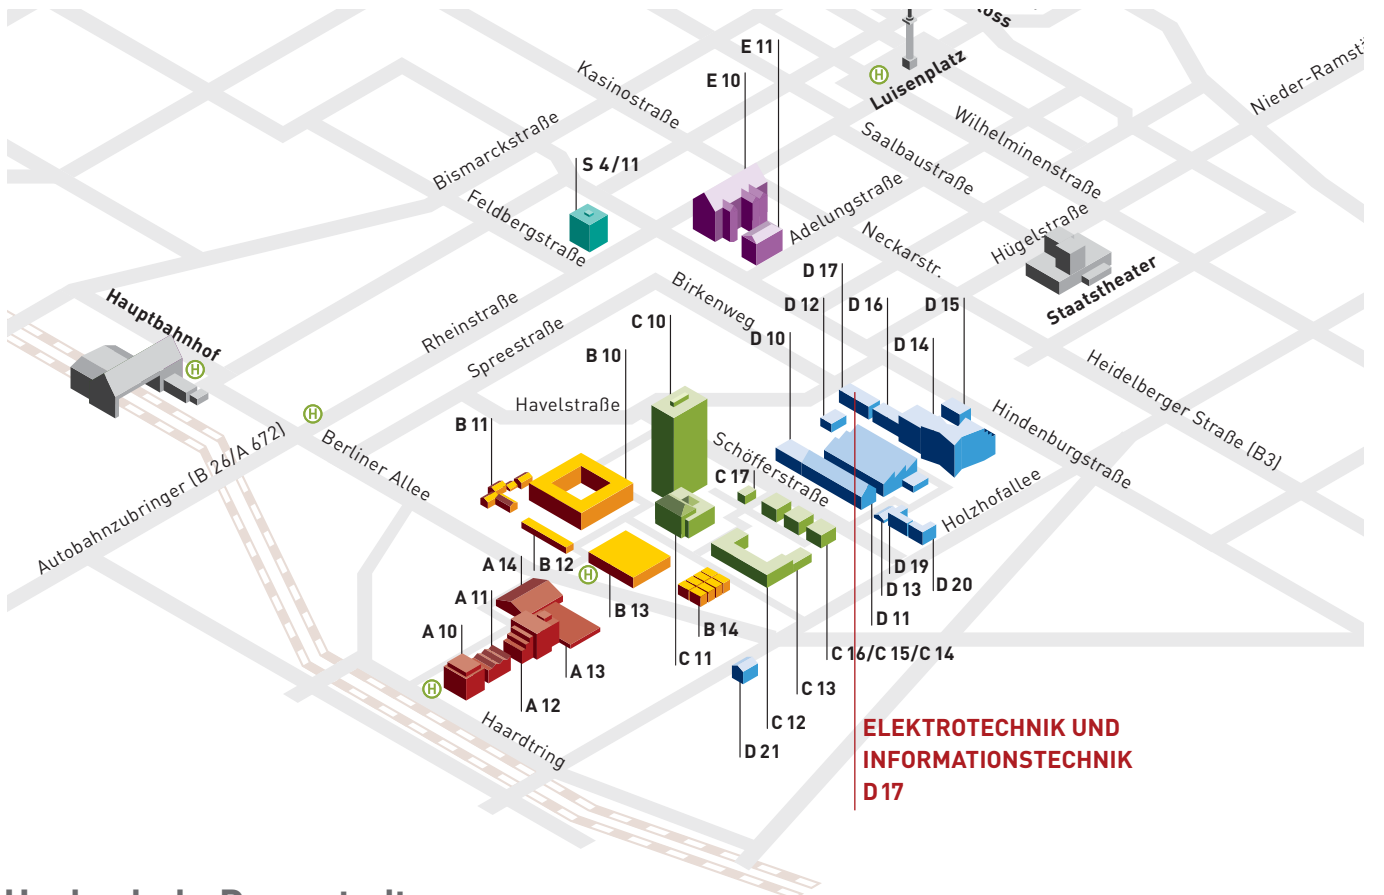 E 11
E 10
Kasinostraße
Luisenplatz
Nieder-Ramstä
Wilhelminenstraße
Saalbaustraße
Bismarckstraße
S 4/11
Feldbergstraße
Adelungstraße
Neckarstr.
Hügelstraße
Staatstheater
Hauptbahnhof
Rheinstraße
Spreestraße
Birkenweg
D 17
D 12
D 16
D 15
C 10
D 10
D 14
B 10
Heidelberger Straße (B3)
Havelstraße
Hindenburgstraße
B 11
Schöfferstraße
C 17
Autobahnzubringer (B 26/A 672)
Berliner Allee
Holzhofallee
A 14
B 12
D 19
D 13
D 20
A 11
B 13
B 14
D 11
A 10
C 11
C 16/C 15/C 14
A 13
C 13
A 12
C 12
Haardtring
D 21
ELEKTROTECHNIK UND
INFORMATIONSTECHNIK
D 17
H
H
H
H
H